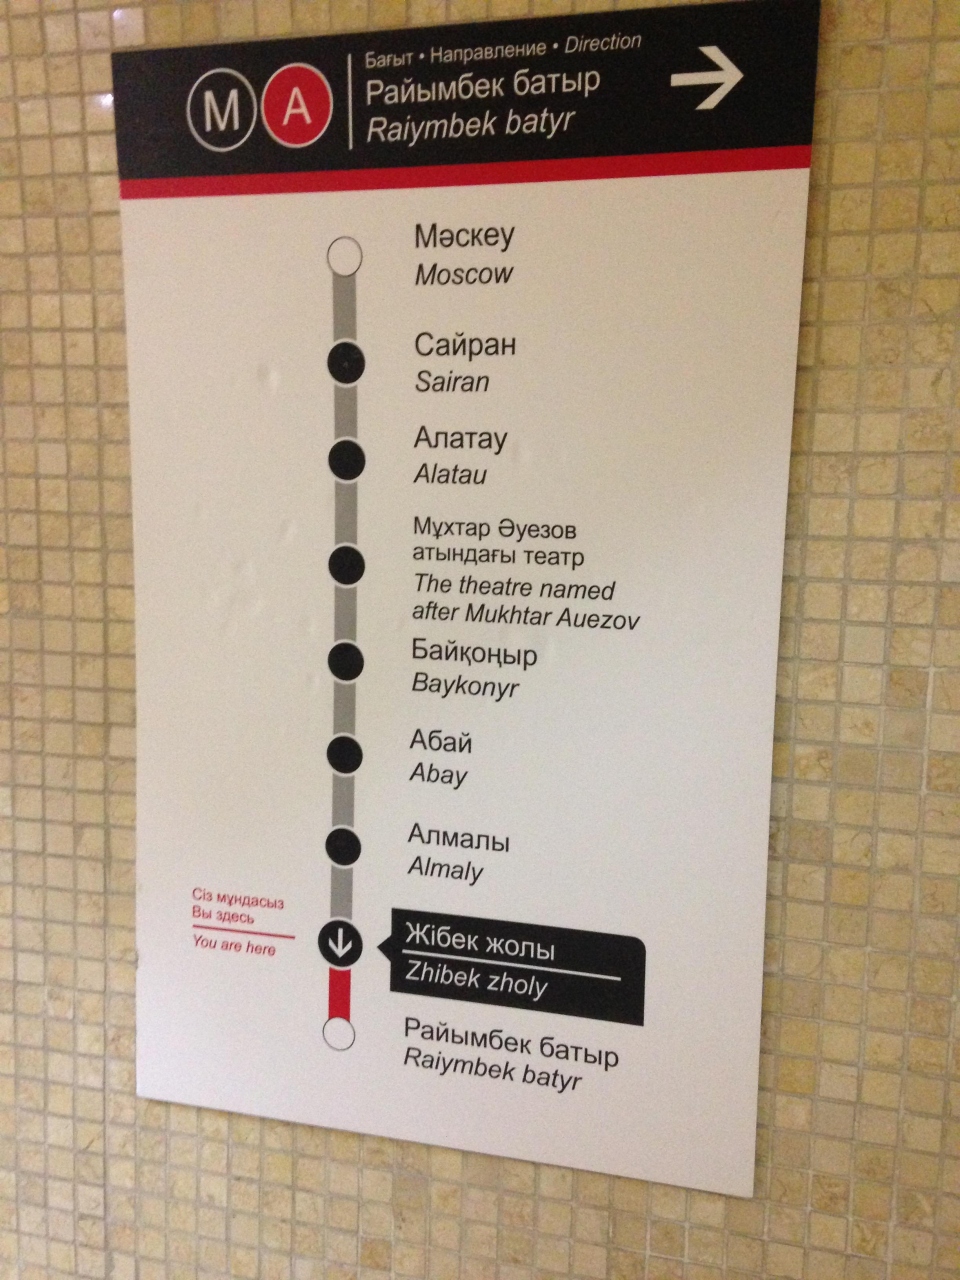 М А
Бағыт • Направление • Direction
Райымбек батыр
Raiymbek batyr
Мәскеу
Moscow
Сайран
Sairan
Алатау
Alatau
Мұхтар Әуезов
атындағы театр
The theatre named
after Mukhtar Auezov
Байқоңыр
Baykonyr
Абай
Abay
Алмалы
Almaly
Сіз мұндасыз
Вы здесь
You are here
Жібек жолы
Zhibek zholy
Райымбек батыр
Raiymbek batyr